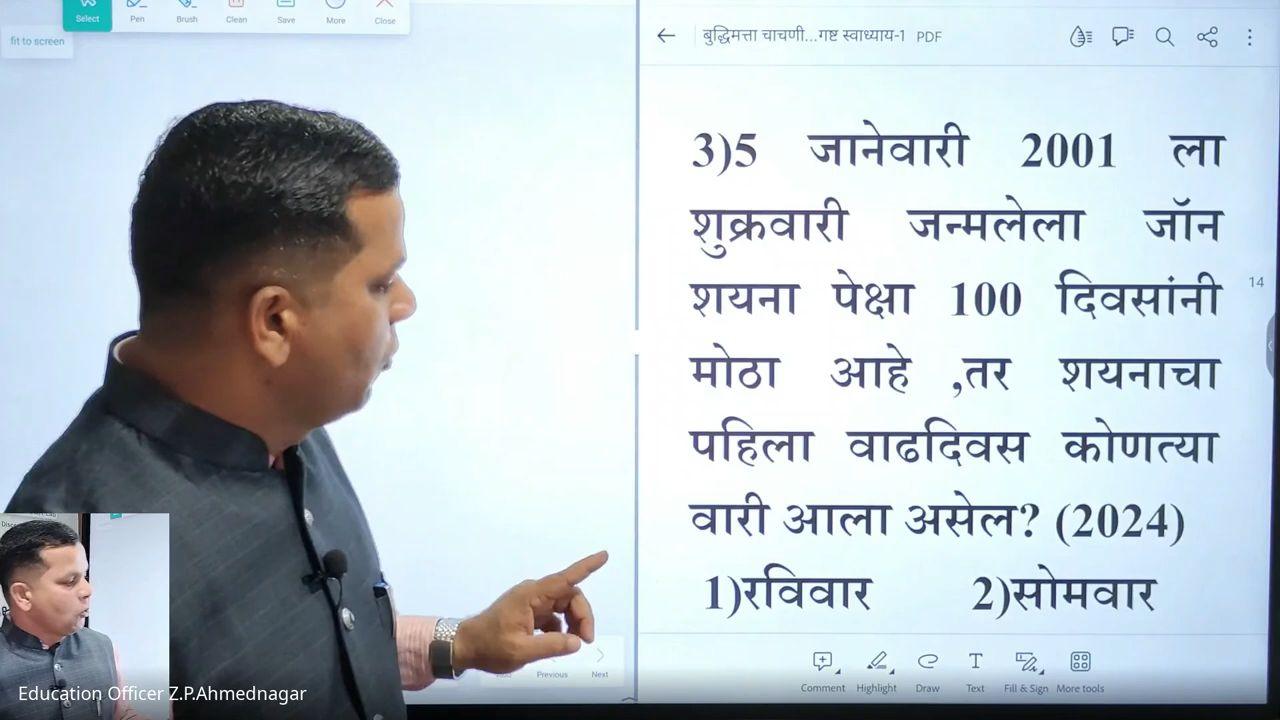 Select Pen Brush Clean Save More Close
fit to screen
बुद्धिमत्ता चाचणी...गष्ट स्वाध्याय-1 PDF
3)5 जानेवारी 2001 ला
शुक्रवारी जन्मलेला जॉन
शयना पेक्षा 100 दिवसांनी
मोठा आहे ,तर शयनाचा
पहिला वाढदिवस कोणत्या
वारी आला असेल? (2024)
1)रविवार 2)सोमवार
14
Previous Next
Comment Highlight Draw Text Fill & Sign More tools
Education Officer Z.P.Ahmednagar